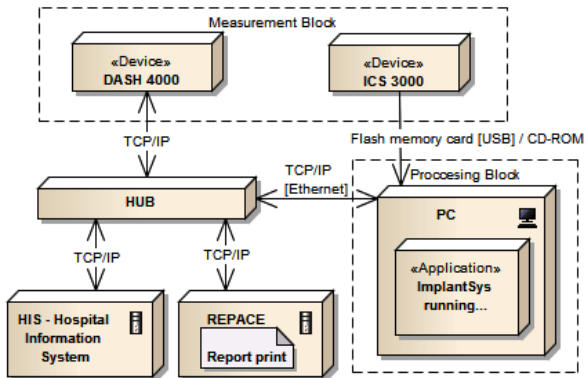 Measurement Block
«Device»
DASH 4000
«Device»
ICS 3000
TCP/IP
Flash memory card [USB] / CD-ROM
TCP/IP
[Ethernet]
Proccesing Block
HUB
PC
TCP/IP
TCP/IP
«Application»
ImplantSys
running...
HIS - Hospital
Information
System
REPACE
Report print